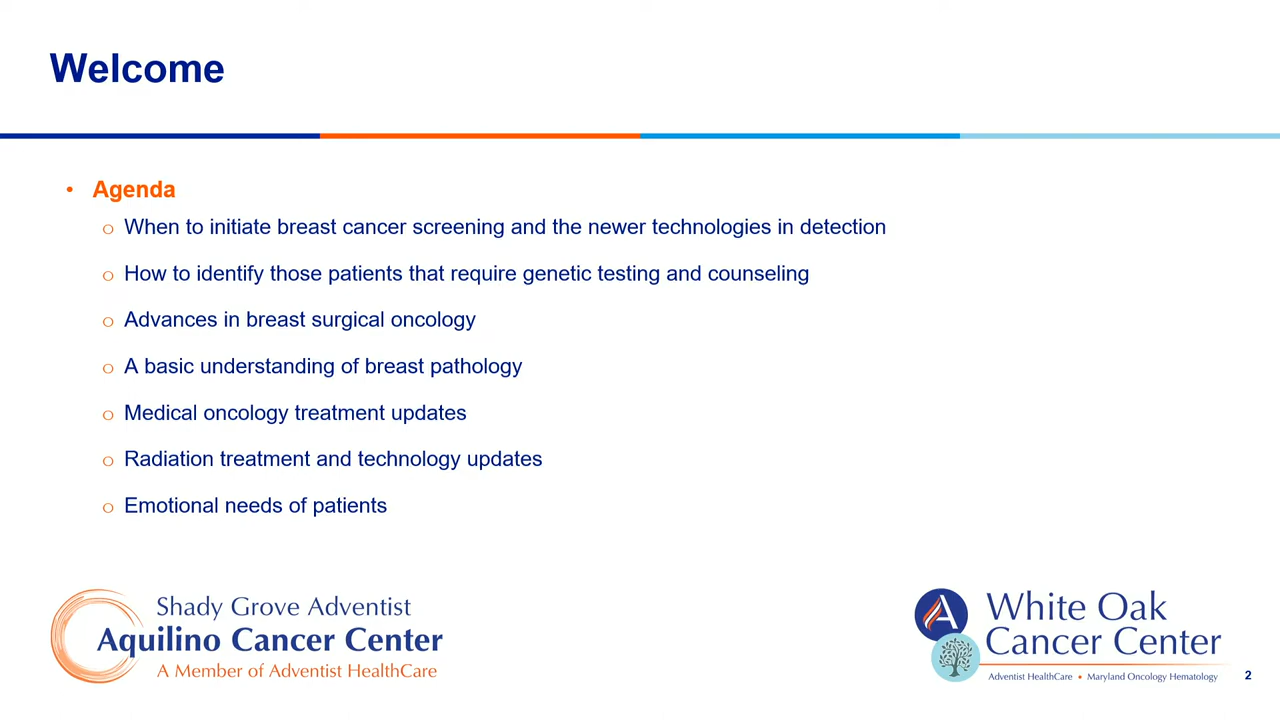 Welcome
• Agenda
o When to initiate breast cancer screening and the newer technologies in detection
o How to identify those patients that require genetic testing and counseling
o Advances in breast surgical oncology
o A basic understanding of breast pathology
o Medical oncology treatment updates
o Radiation treatment and technology updates
o Emotional needs of patients
Shady Grove Adventist
Aquilino Cancer Center
A Member of Adventist HealthCare
A
White Oak
Cancer Center
Adventist HealthCare • Maryland Oncology Hematology
2